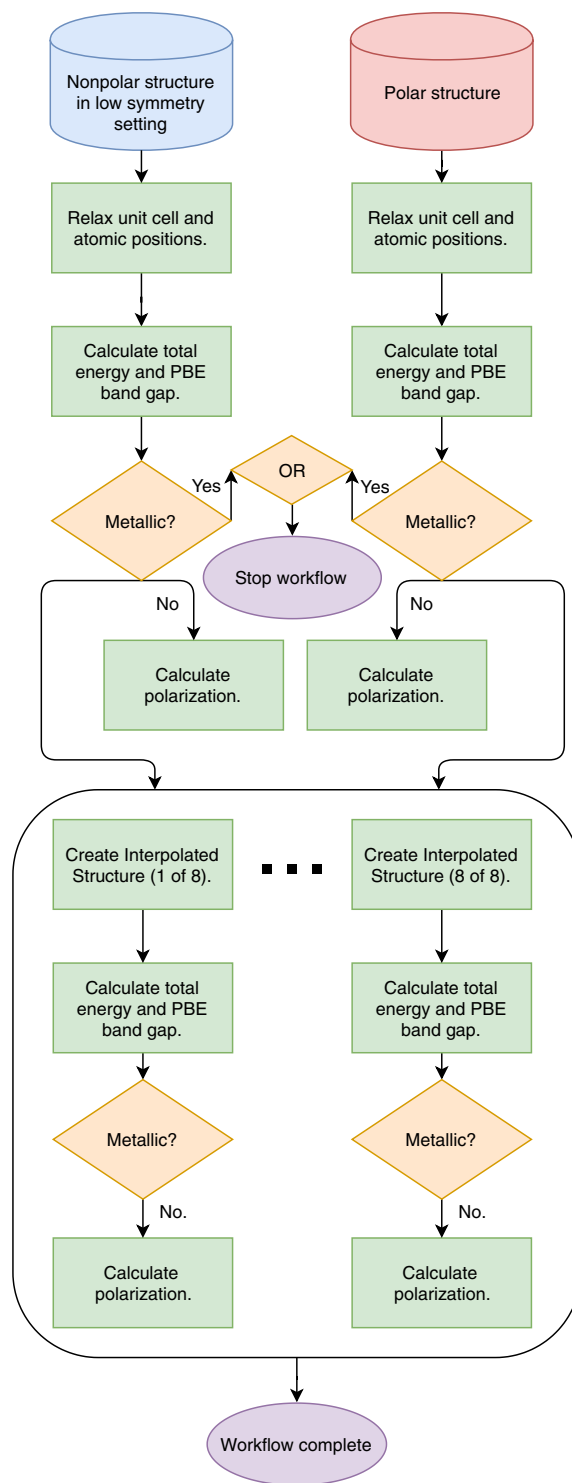 Nonpolar structure
in low symmetry
setting
Polar structure
Relax unit cell and
atomic positions.
Relax unit cell and
atomic positions.
Calculate total
energy and PBE
band gap.
Calculate total
energy and PBE
band gap.
Metallic?
Yes
OR
Yes
Metallic?
Stop workflow
No
No
Calculate
polarization.
Calculate
polarization.
Create Interpolated
Structure (1 of 8).
Create Interpolated
Structure (8 of 8).
Calculate total
energy and PBE
band gap.
Calculate total
energy and PBE
band gap.
Metallic?
Metallic?
No.
No.
Calculate
polarization.
Calculate
polarization.
Workflow complete